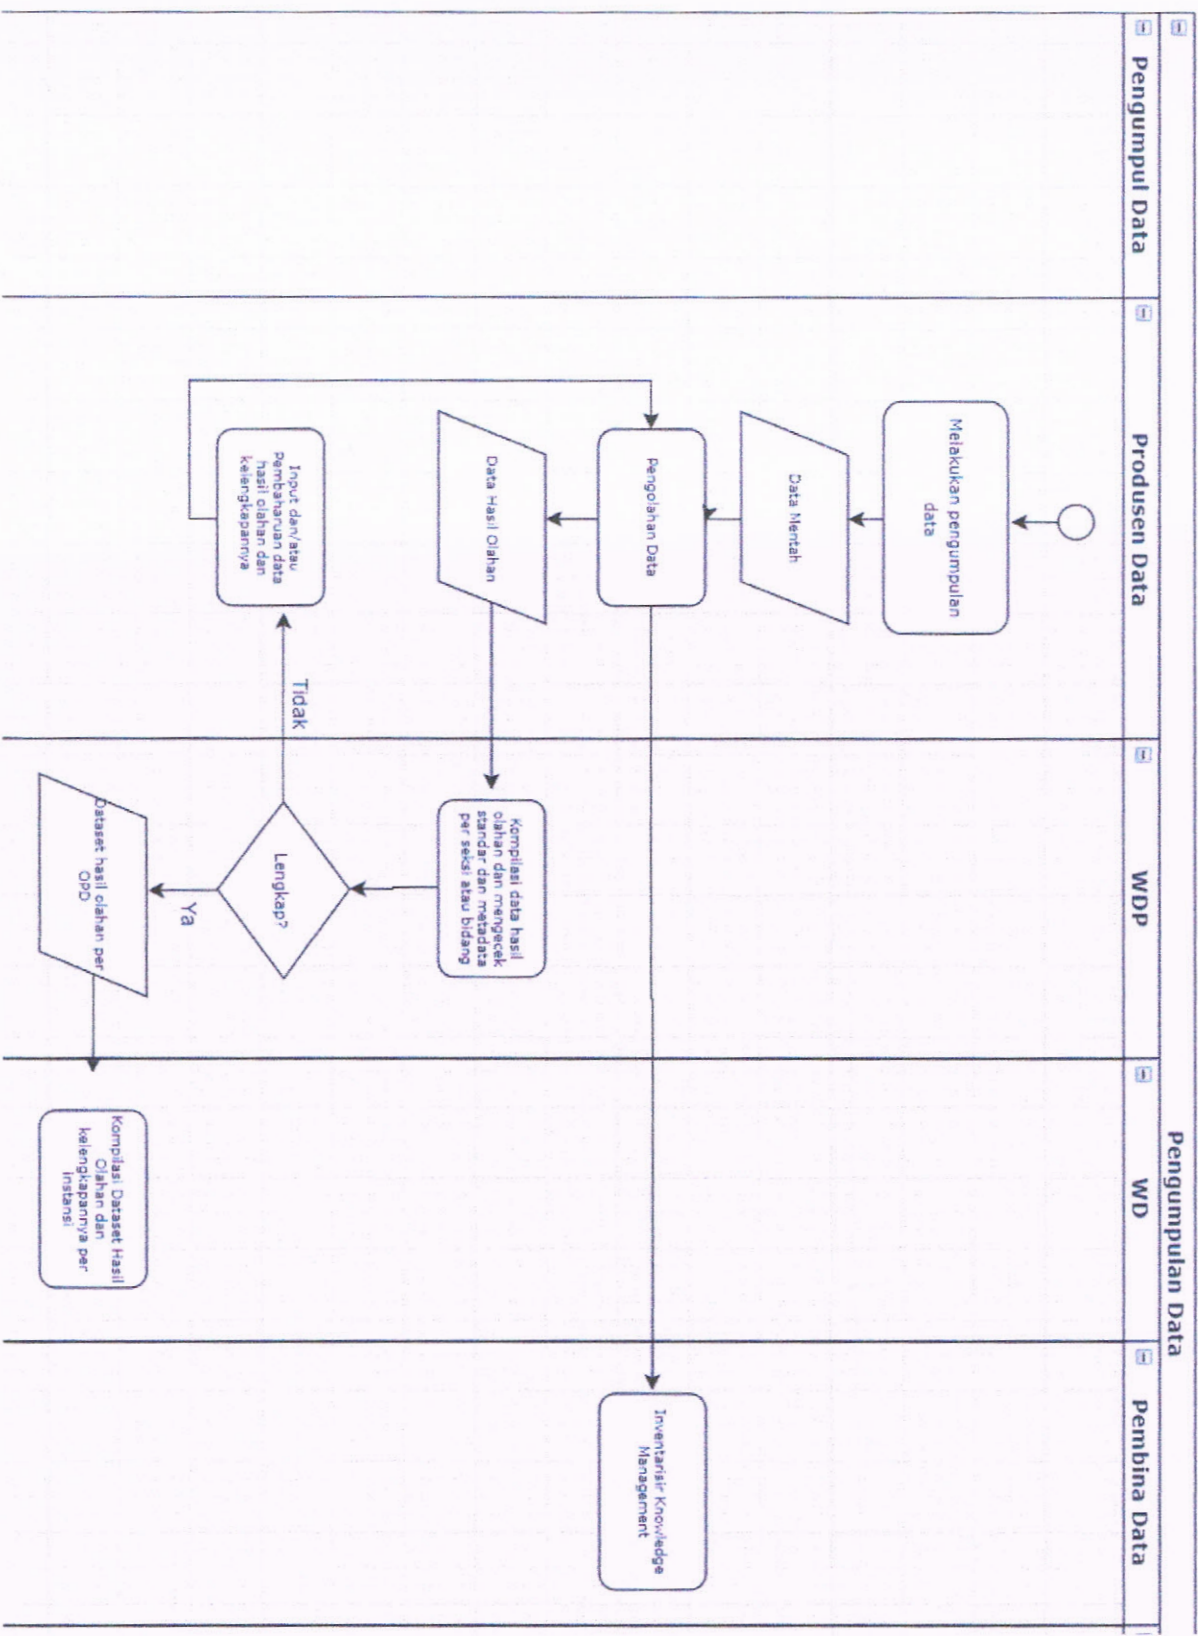 Pengumpulan Data
Pengumpul Data
Produsen Data
WDP
WD
Pembina Data
Melakukan pengumpulan
data
Data Mentah
Pengolahan Data
Inventarisir Knowledge
Management
Data Hasil Olahan
Kompilasi data hasil
olahan dan mengecek
standar dan metadata
per seksi atau bidang
Tidak
Lengkap?
Input dan/atau
pembaharuan data
hasil olahan dan
kelengkapannya
Ya
Dataset hasil olahan per
OPD
Kompilasi Dataset Hasil
Olahan dan
kelengkapannya per
instansi